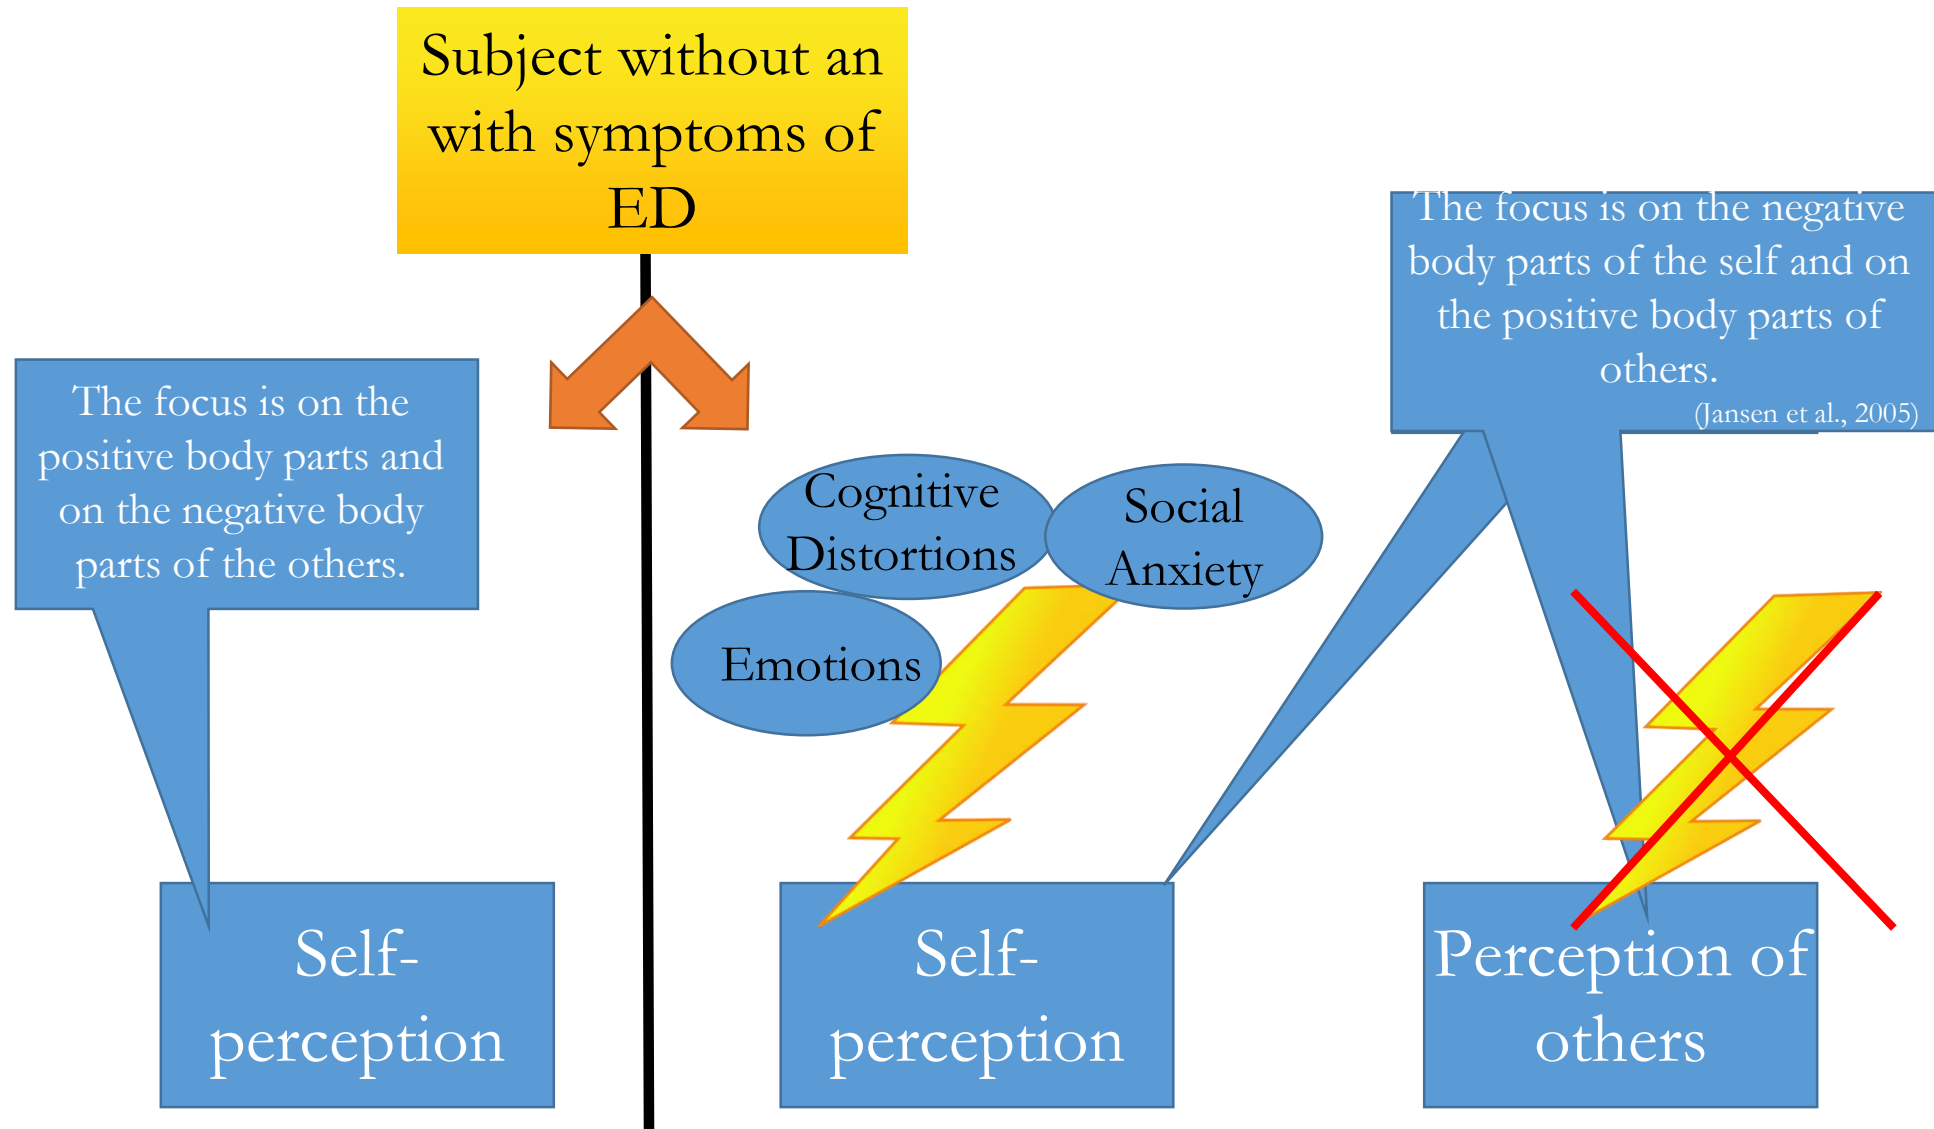 Subject without an
with symptoms of
ED
The focus is on the negative
body parts of the self and on
the positive body parts of
others.
(Jansen et al., 2005)
The focus is on the
positive body parts and
on the negative body
parts of the others.
Cognitive
Distortions
Social
Anxiety
Emotions
Self-
perception
Self-
perception
Perception of
others